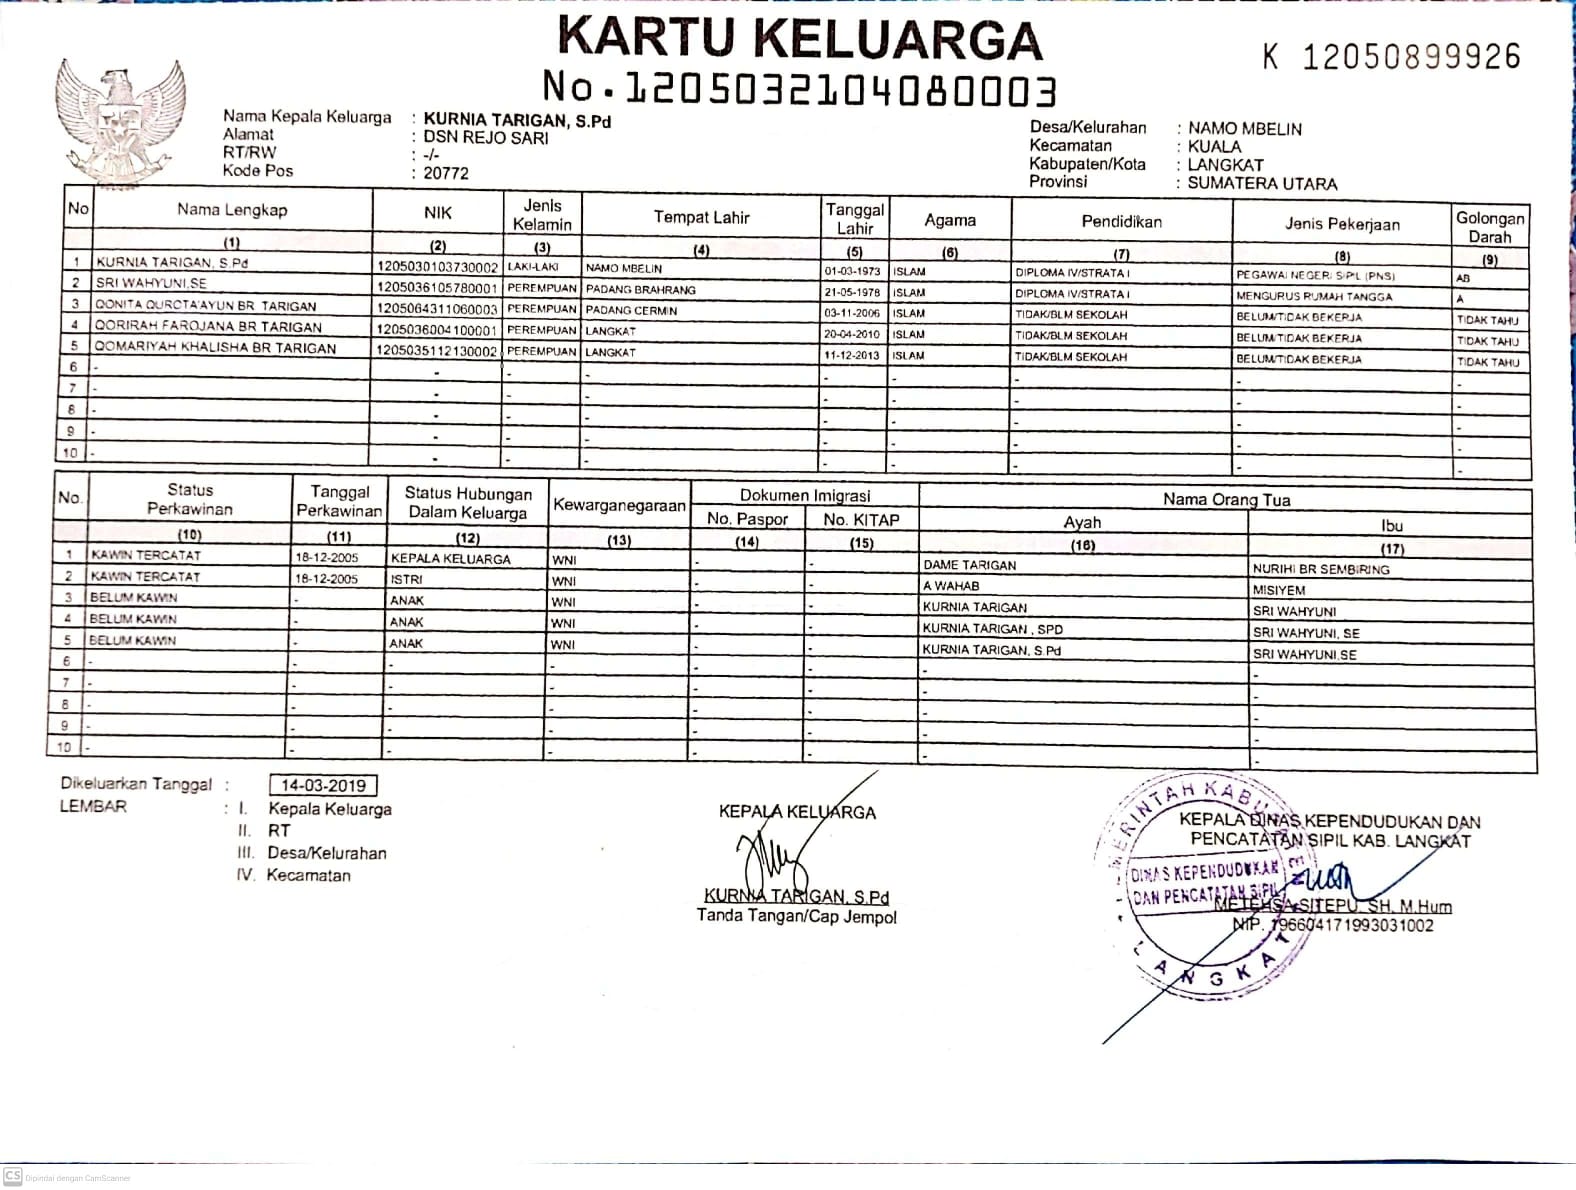 KARTU KELUARGA
No.1205032104080003
K 12050899926
Nama Kepala Keluarga : KURNIA TARIGAN, S.Pd
Alamat : DSN REJO SARI
RT/RW : -/-
Kode Pos : 20772
Desa/Kelurahan : NAMO MBELIN
Kecamatan : KUALA
Kabupaten/Kota : LANGKAT
Provinsi : SUMATERA UTARA
No Nama Lengkap NIK Jenis Kelamin Tempat Lahir Tanggal Lahir Agama Pendidikan Jenis Pekerjaan Golongan Darah
(1) (2) (3) (4) (5) (6) (7) (8) (9)
1 KURNIA TARIGAN, S.Pd 1205030103730002 LAKI-LAKI NAMO MBELIN 01-03-1973 ISLAM DIPLOMA IV/STRATA I PEGAWAI NEGERI SIPIL (PNS) AB
2 SRI WAHYUNI,SE 1205036105780001 PEREMPUAN PADANG BRAHRANG 21-05-1978 ISLAM DIPLOMA IV/STRATA I MENGURUS RUMAH TANGGA A
3 QONITA QUROTA'AYUN BR TARIGAN 1205064311060003 PEREMPUAN PADANG CERMIN 03-11-2006 ISLAM TIDAK/BLM SEKOLAH BELUM/TIDAK BEKERJA TIDAK TAHU
4 QORIRAH FAROJANA BR TARIGAN 1205036004100001 PEREMPUAN LANGKAT 20-04-2010 ISLAM TIDAK/BLM SEKOLAH BELUM/TIDAK BEKERJA TIDAK TAHU
5 QOMARIYAH KHALISHA BR TARIGAN 1205035112130002 PEREMPUAN LANGKAT 11-12-2013 ISLAM TIDAK/BLM SEKOLAH BELUM/TIDAK BEKERJA TIDAK TAHU
6 - - - - - - - - -
7 - - - - - - - - -
8 - - - - - - - - -
9 - - - - - - - - -
10 - - - - - - - - -
No. Status Perkawinan Tanggal Perkawinan Status Hubungan Dalam Keluarga Kewarganegaraan Dokumen Imigrasi Nama Orang Tua
No. Paspor No. KITAP Ayah Ibu
(10) (11) (12) (13) (14) (15) (16) (17)
1 KAWIN TERCATAT 18-12-2005 KEPALA KELUARGA WNI - - DAME TARIGAN NURIHI BR SEMBIRING
2 KAWIN TERCATAT 18-12-2005 ISTRI WNI - - A WAHAB MISIYEM
3 BELUM KAWIN - ANAK WNI - - KURNIA TARIGAN SRI WAHYUNI
4 BELUM KAWIN - ANAK WNI - - KURNIA TARIGAN , SPD SRI WAHYUNI, SE
5 BELUM KAWIN - ANAK WNI - - KURNIA TARIGAN, S.Pd SRI WAHYUNI,SE
6 - - - - - - - -
7 - - - - - - - -
8 - - - - - - - -
9 - - - - - - - -
10 - - - - - - - -
Dikeluarkan Tanggal : 14-03-2019
LEMBAR : I. Kepala Keluarga
II. RT
III. Desa/Kelurahan
IV. Kecamatan
KEPALA KELUARGA
KURNIA TARIGAN, S.Pd
Tanda Tangan/Cap Jempol
KEPALA DINAS KEPENDUDUKAN DAN
PENCATATAN SIPIL KAB. LANGKAT
DINAS KEPENDUDUKAN
DAN PENCATATAN SIPIL
LANGKAT
METEHSA SITEPU, SH, M.Hum
NIP. 196604171993031002
CS Dipindai dengan CamScanner